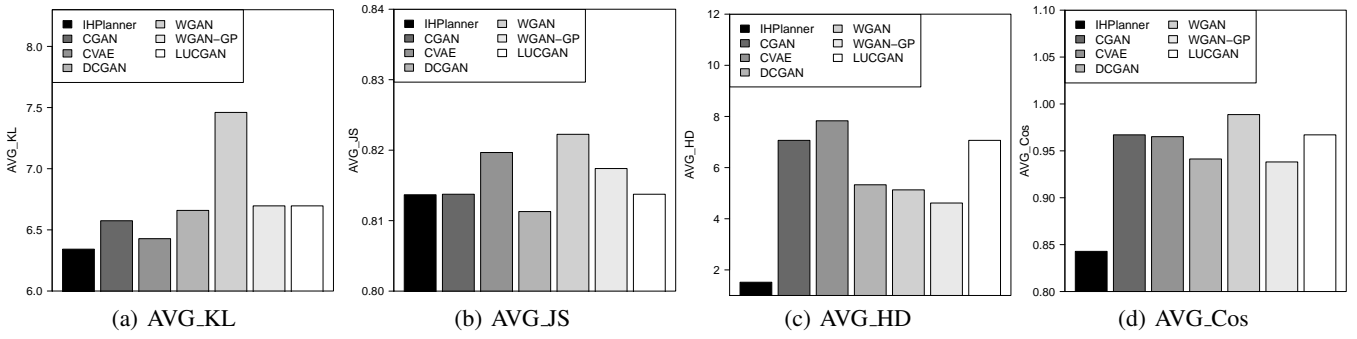 AVG_KL
8.0
7.5
7.0
6.5
6.0
IHPlanner
CGAN
CVAE
DCGAN
WGAN
WGAN−GP
LUCGAN
(a) AVG_KL
AVG_JS
0.84
0.83
0.82
0.81
0.80
IHPlanner
CGAN
CVAE
DCGAN
WGAN
WGAN−GP
LUCGAN
(b) AVG_JS
AVG_HD
12
10
8
6
4
2
IHPlanner
CGAN
CVAE
DCGAN
WGAN
WGAN−GP
LUCGAN
(c) AVG_HD
AVG_Cos
1.10
1.05
1.00
0.95
0.90
0.85
0.80
IHPlanner
CGAN
CVAE
DCGAN
WGAN
WGAN−GP
LUCGAN
(d) AVG_Cos